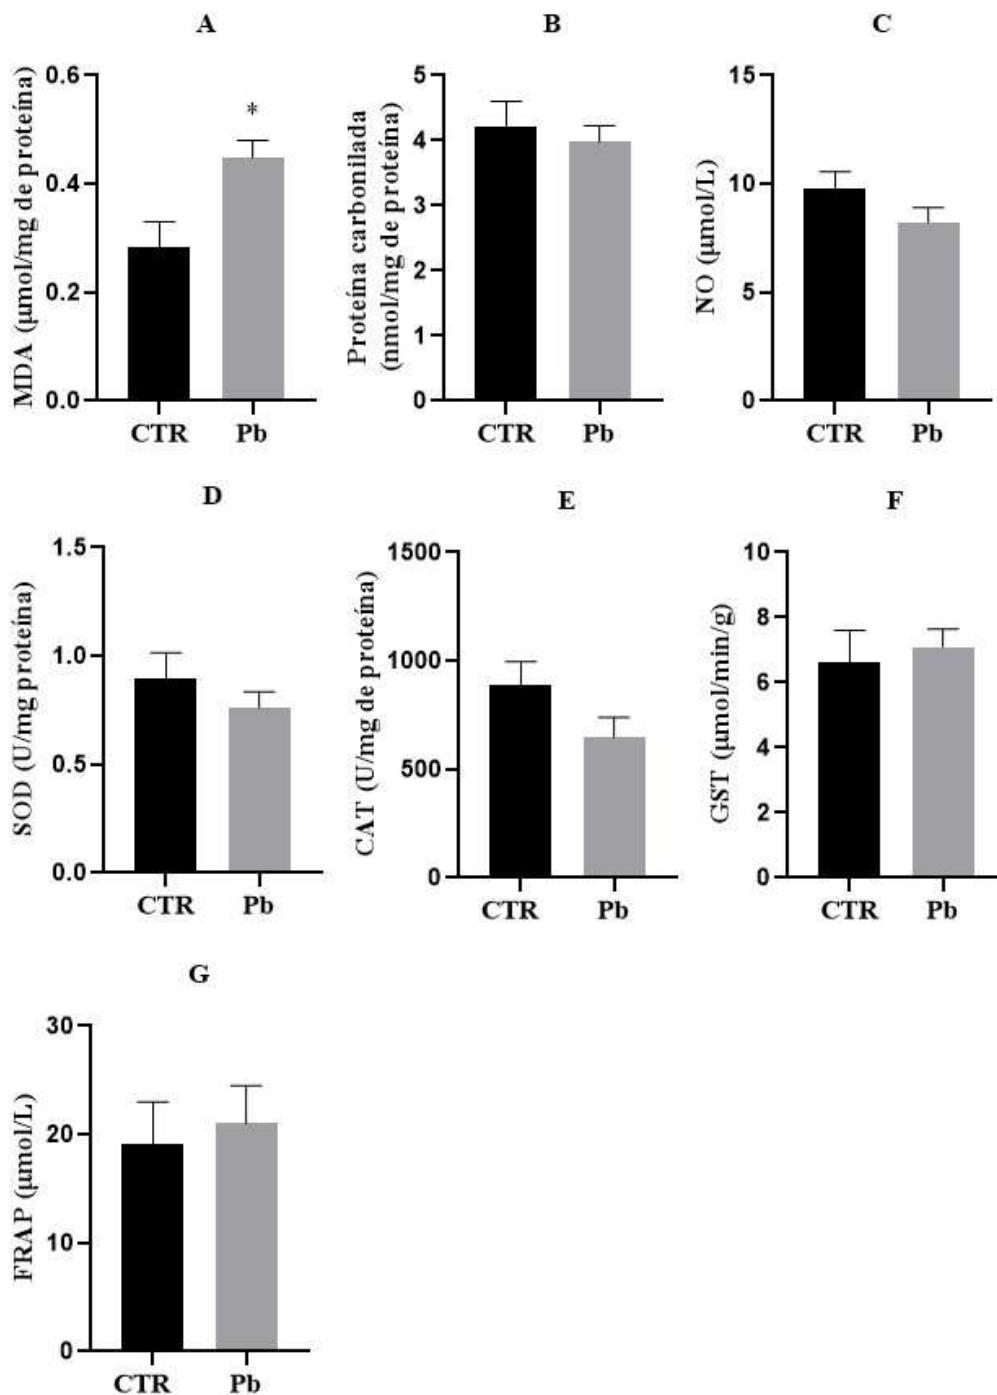 A
MDA (μmol/mg de proteína)
0.6
0.4
0.2
0.0
*
CTR
Pb
B
Proteína carbonilada
(nmol/mg de proteína)
5
4
3
2
1
0
CTR
Pb
C
NO (μmol/L)
15
10
5
0
CTR
Pb
D
SOD (U/mg proteína)
1.5
1.0
0.5
0.0
CTR
Pb
E
CAT (U/mg de proteína)
1500
1000
500
0
CTR
Pb
F
GST (μmol/min/g)
10
8
6
4
2
0
CTR
Pb
G
FRAP (μmol/L)
30
20
10
0
CTR
Pb